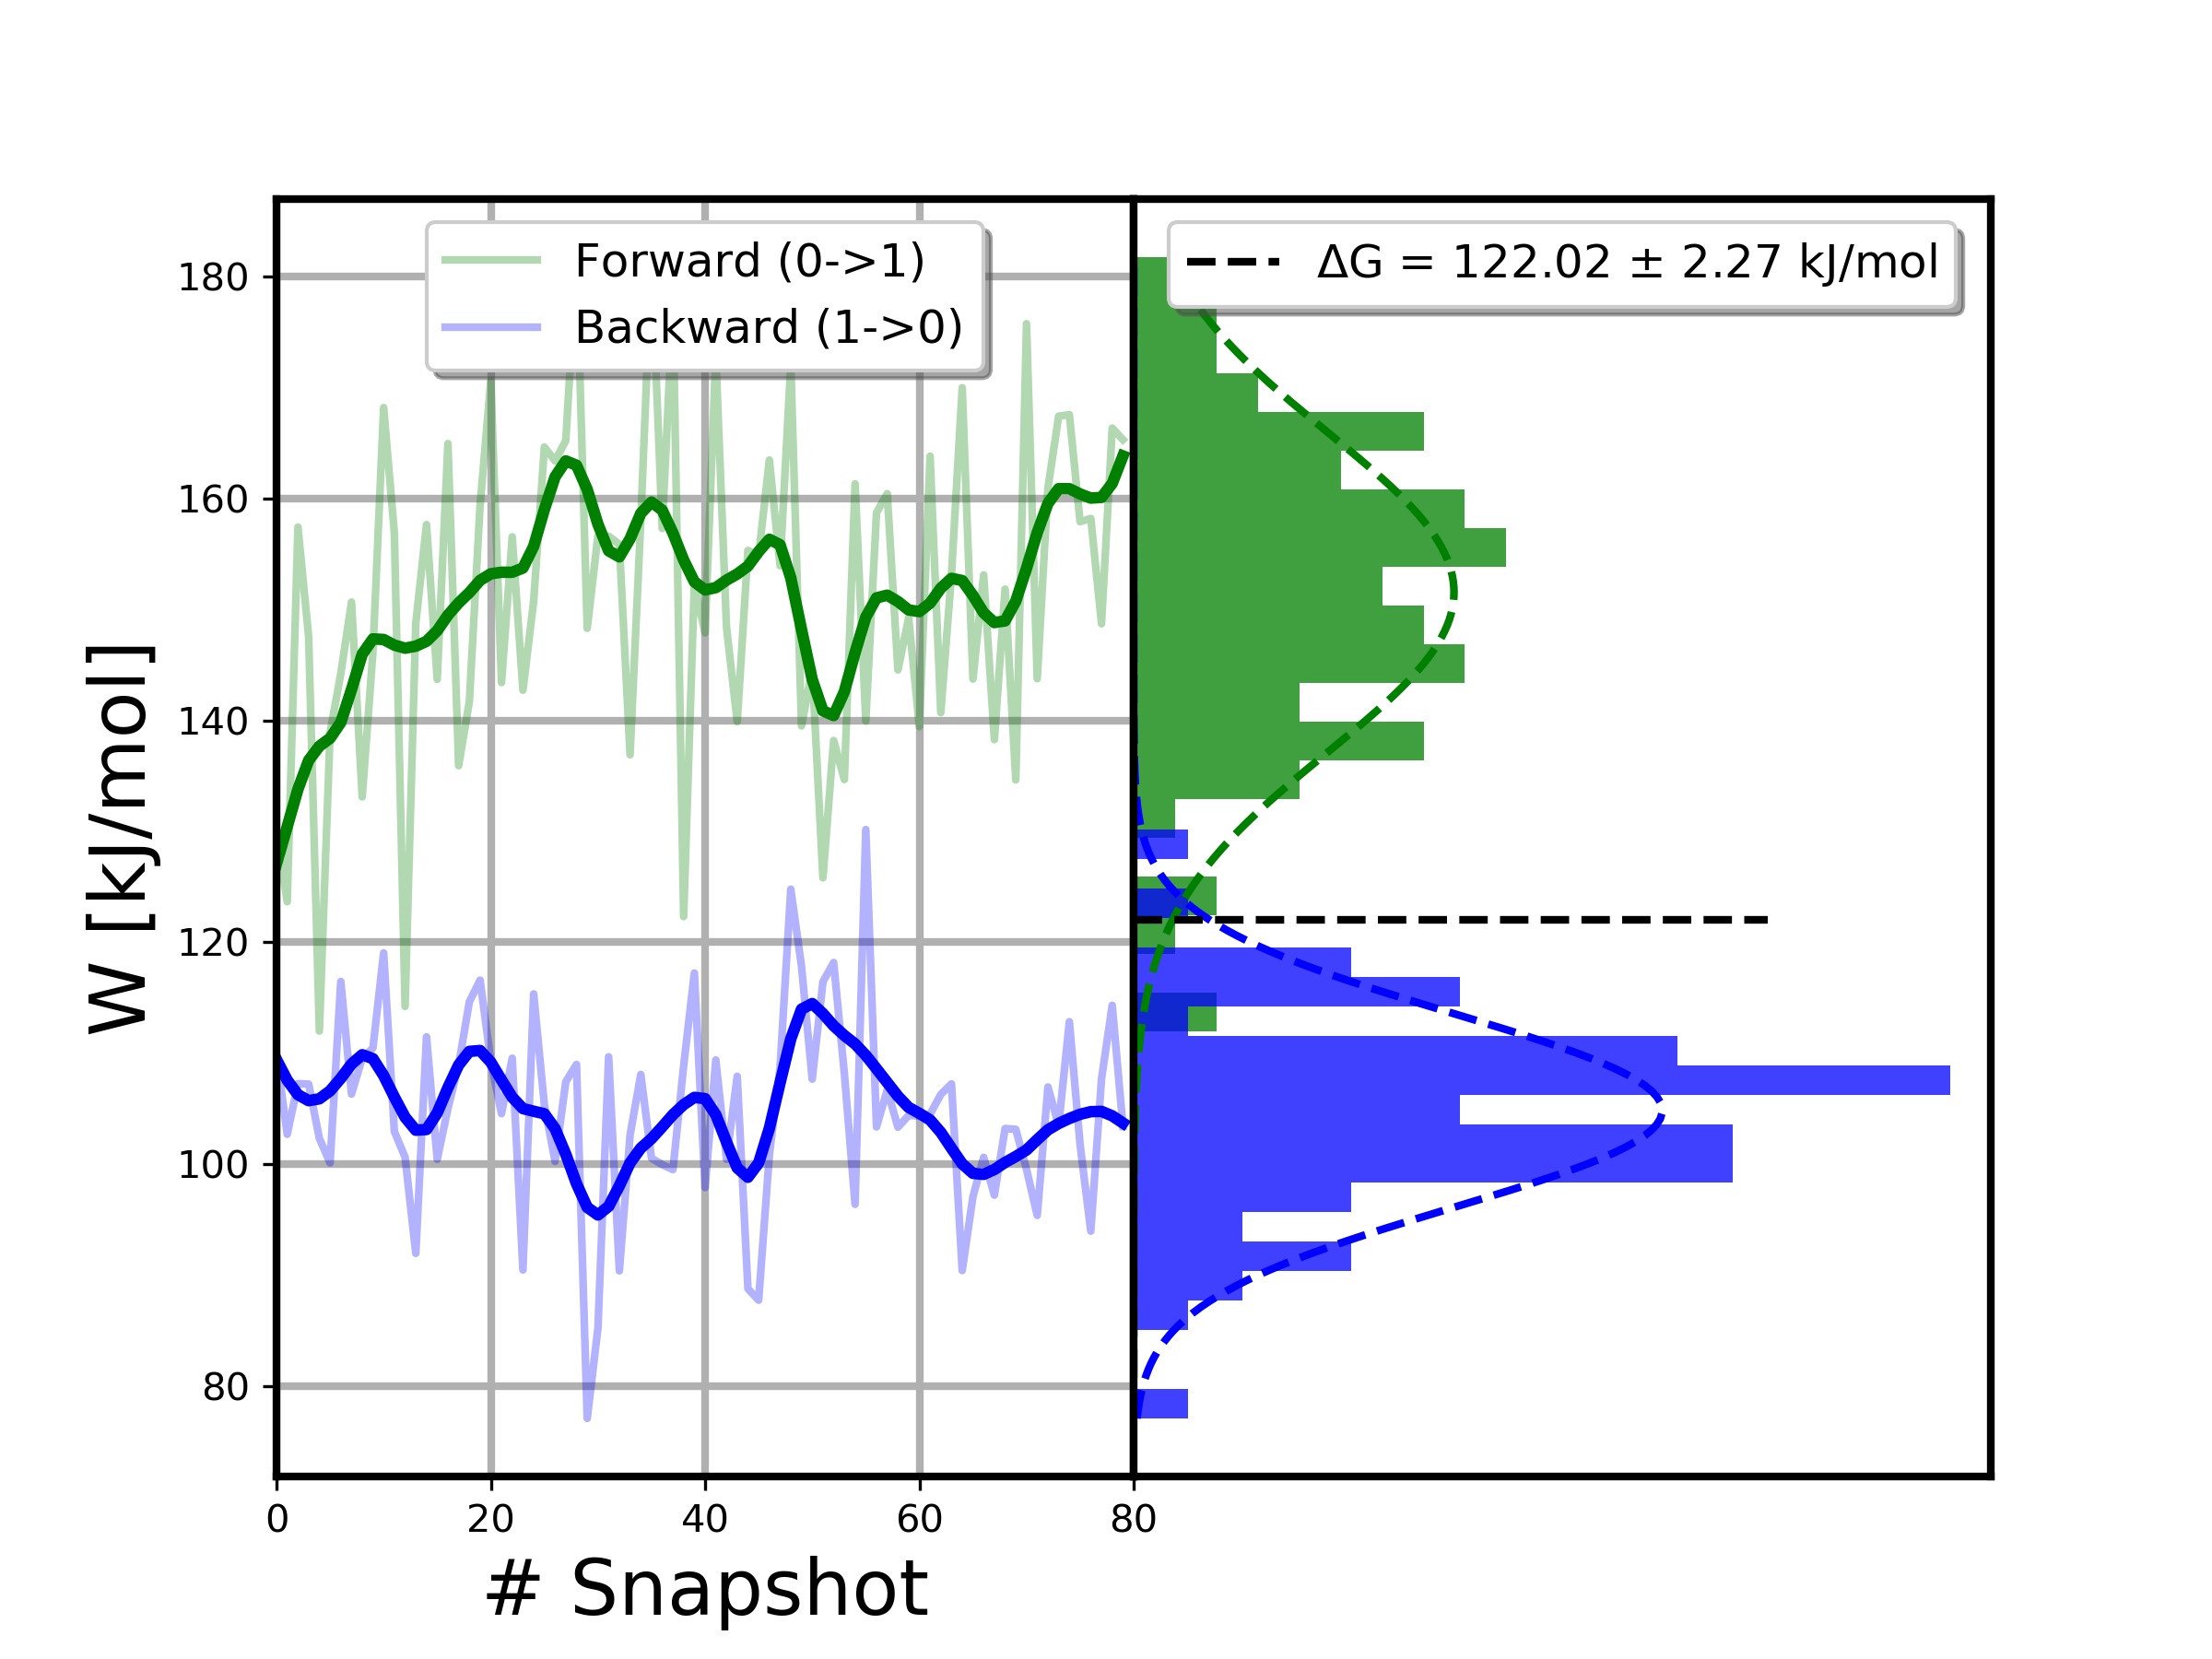 Forward (0->1)
Backward (1->0)
ΔG = 122.02 ± 2.27 kJ/mol
W [kJ/mol]
180
160
140
120
100
80
0 20 40 60 80
# Snapshot